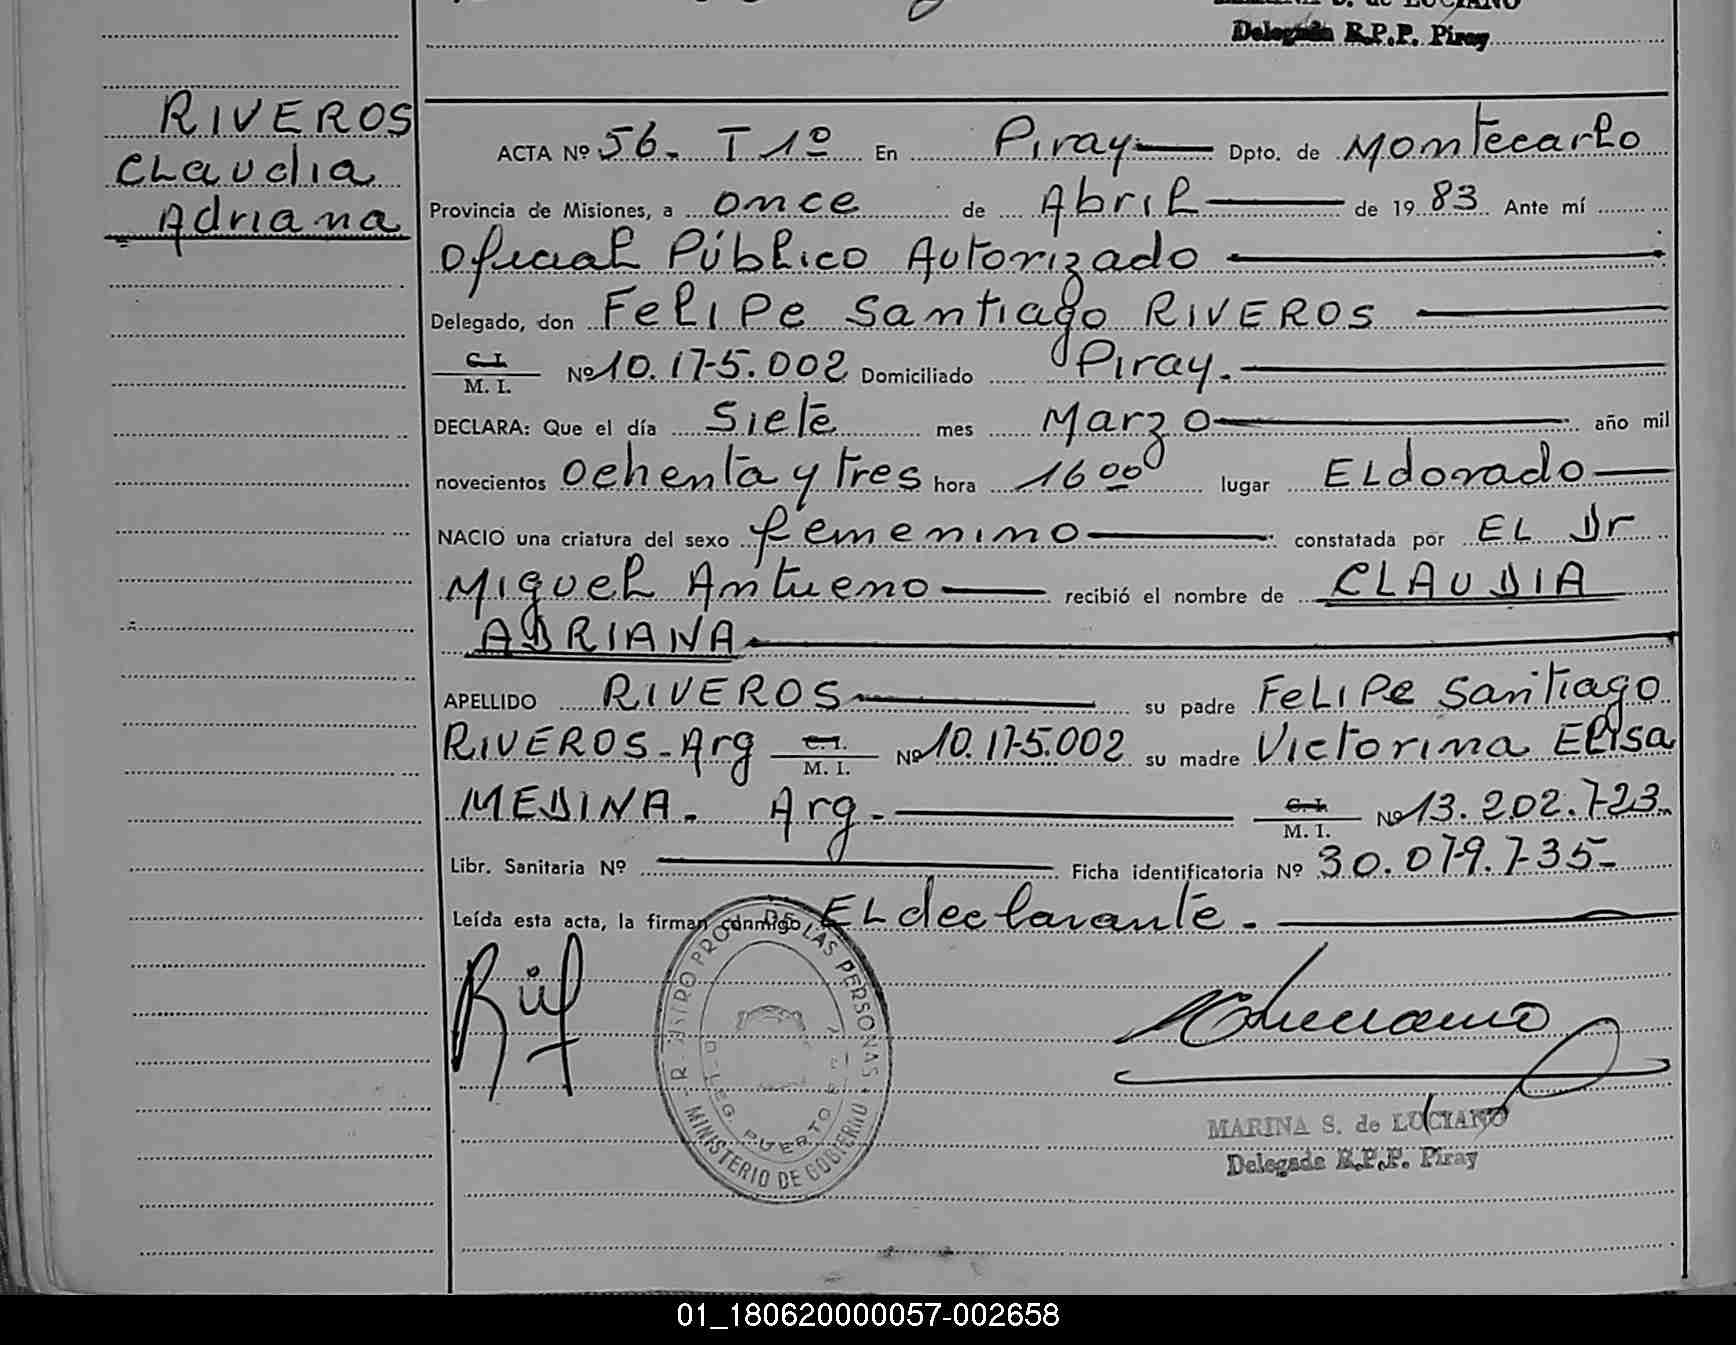 MARINA S. de LUCIANO
Delegada R.P.P. Piray
RIVEROS
Claudia
Adriana
ACTA Nº 56. T 1º En Piray Dpto. de Montecarlo
Provincia de Misiones, a once de Abril de 1983 Ante mí
Oficial Público Autorizado
Delegado, don Felipe Santiago RIVEROS
C. I.
M. I. Nº 10.175.002 Domiciliado Piray.
DECLARA: Que el día Siete mes Marzo año mil
novecientos ochenta y tres hora 16 00 lugar Eldorado
NACIO una criatura del sexo femenino constatada por EL Dr
Miguel Antueno recibió el nombre de CLAUDIA
ADRIANA
APELLIDO RIVEROS su padre Felipe Santiago
RIVEROS - Arg C. I. M. I. Nº 10.175.002 su madre Victorina Elisa
MEDINA. Arg. C. I. M. I. Nº 13.202.723
Libr. Sanitaria Nº Ficha identificatoria Nº 30.079.735-
Leída esta acta, la firman conmigo EL declarante.
DE LAS PERSONAS
MINISTERIO DE GOBIERNO
DELEG. PUERTO
MARINA S. de LUCIANO
Delegada R.P.P. Piray
01_180620000057-002658